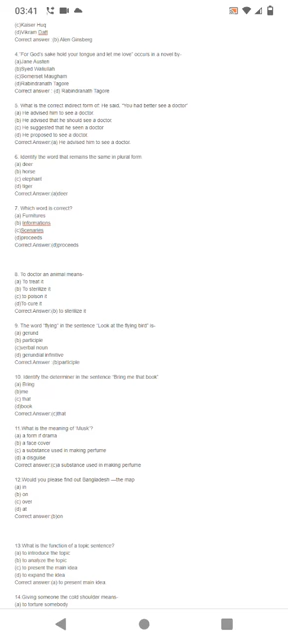 03:41
(c)Kaiser Huq
(d)Vikram Datt
Correct answer :(b) Allen Ginsberg
4 'For God's sake hold your tongue and let me love" occurs in a novel by-
(a)Jane Austen
(b)Syed Waliullah
(c)Somerset Maugham
(d)Rabindranath Tagore
Correct answer : (d) Rabindranath Tagore
5 What is the correct indirect form of: He said, "You had better see a doctor"
(a) He advised him to see a doctor
(b) He advised that he should see a doctor
(c) He suggested that he seen a doctor
(d) He proposed to see a doctor.
Correct Answer:(a) He advised him to see a doctor.
6 Identify the word that remains the same in plural form
(a) deer
(b) horse
(c) elephant
(d) tiger
Correct Answer:(a)deer
7 Which word is correct?
(a) Furnitures
(b) Informations
(c)Sceneries
(d)proceeds
Correct Answer:(d)proceeds
8. To doctor an animal means-
(a) To treat it
(b) To sterilize it
(c) to poison it
(d)To cure it
Correct Answer:(b) to sterilize it
9. The word "flying" in the sentence "Look at the flying bird" is-
(a) gerund
(b) participle
(c)verbal noun
(d) gerundial infinitive
Correct Answer: (b)participle
10 Identify the determiner in the sentence "Bring me that book"
(a) Bring
(b)me
(c) that
(d)book
Correct Answer:(c)that
11.What is the meaning of 'Musk'?
(a) a form if drama
(b) a face cover
(c) a substance used in making perfume
(d) a disguise
Correct answer:(c)a substance used in making perfume
12.Would you please find out Bangladesh —the map
(a) in
(b) on
(c) over
(d) at
Correct answer:(b)on
13.What is the function of a topic sentence?
(a) to introduce the topic
(b) to analize the topic
(c) to present the main idea
(d) to expand the idea
Correct answer (a) to present main idea
14.Giving someone the cold shoulder means-
(a) to torture somebody